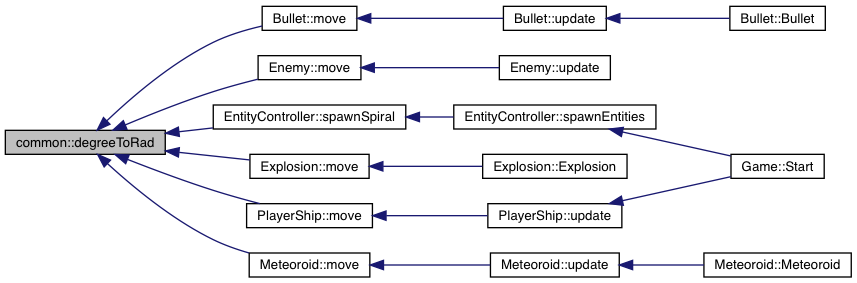 Bullet::move
Bullet::update
Bullet::Bullet
Enemy::move
Enemy::update
EntityController::spawnSpiral
EntityController::spawnEntities
common::degreeToRad
Explosion::move
Explosion::Explosion
Game::Start
PlayerShip::move
PlayerShip::update
Meteoroid::move
Meteoroid::update
Meteoroid::Meteoroid